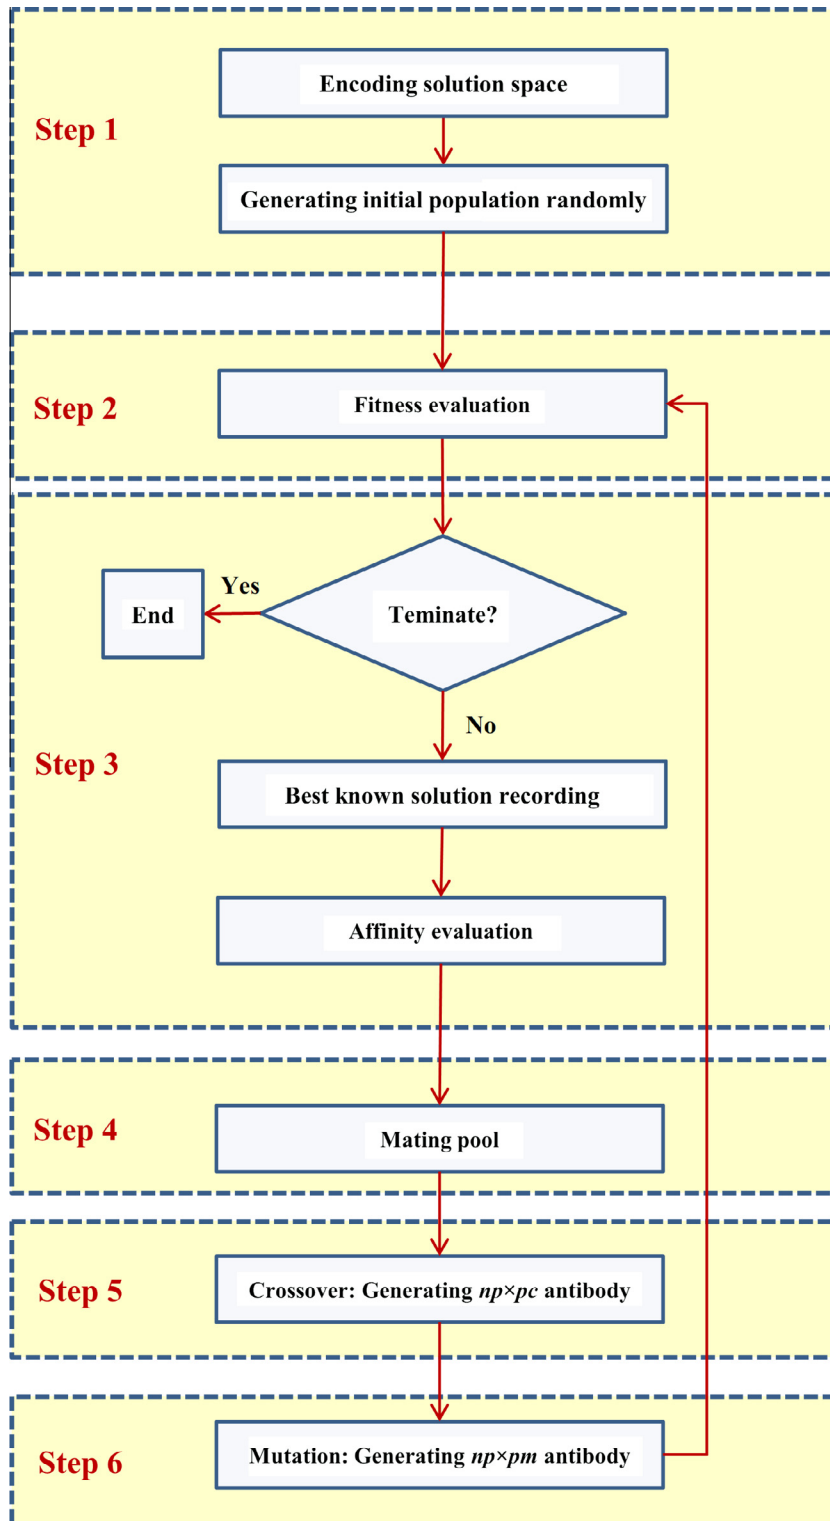 Step 1
Encoding solution space
Generating initial population randomly
Step 2
Fitness evaluation
Yes
End
Teminate?
No
Step 3
Best known solution recording
Affinity evaluation
Step 4
Mating pool
Step 5
Crossover: Generating np×pc antibody
Step 6
Mutation: Generating np×pm antibody